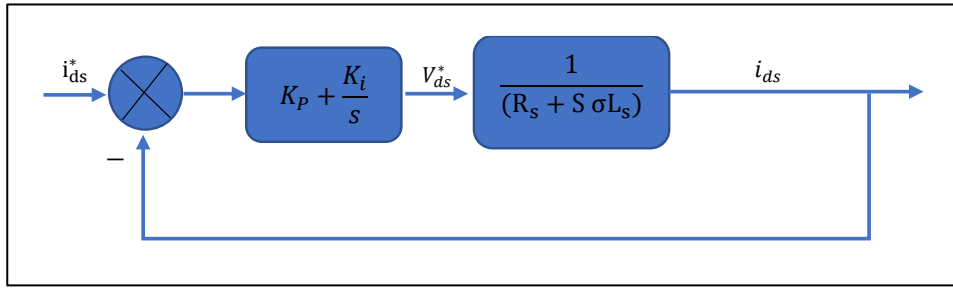 i*ds
K_P + K_i/s
V*ds
1/(R_s + S σL_s)
i_ds
−